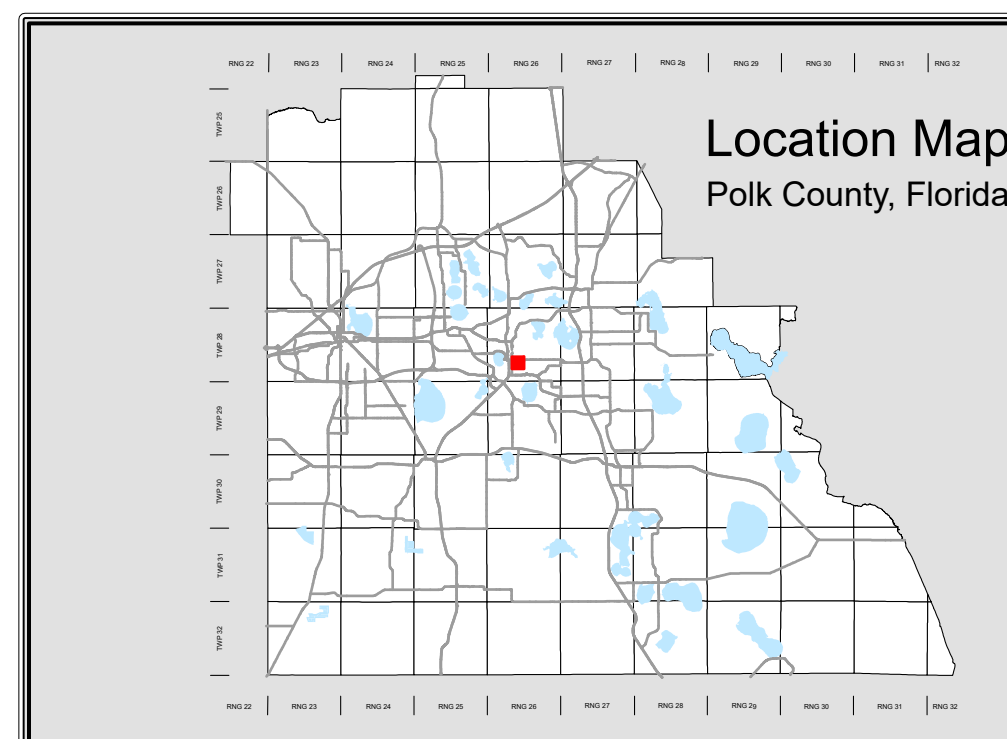 RNG 22 RNG 23 RNG 24 RNG 25 RNG 26 RNG 27 RNG 28 RNG 29 RNG 30 RNG 31 RNG 32
Location Map
Polk County, Florida
TWP 25
TWP 26
TWP 27
TWP 28
TWP 29
TWP 30
TWP 31
TWP 32
RNG 22 RNG 23 RNG 24 RNG 25 RNG 26 RNG 27 RNG 28 RNG 29 RNG 30 RNG 31 RNG 32